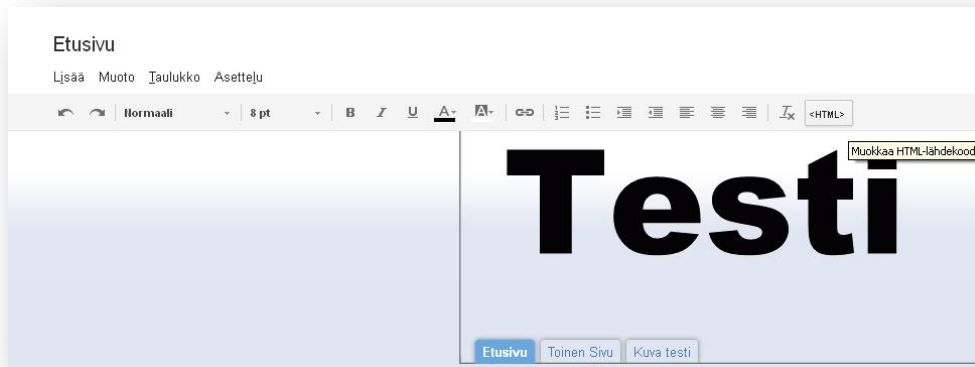 Etusivu
Lisää Muoto Taulukko Asettelu
Normaali 8 pt B I U A A <HTML>
Muokkaa HTML-lähdekood
Testi
Etusivu Toinen Sivu Kuva testi